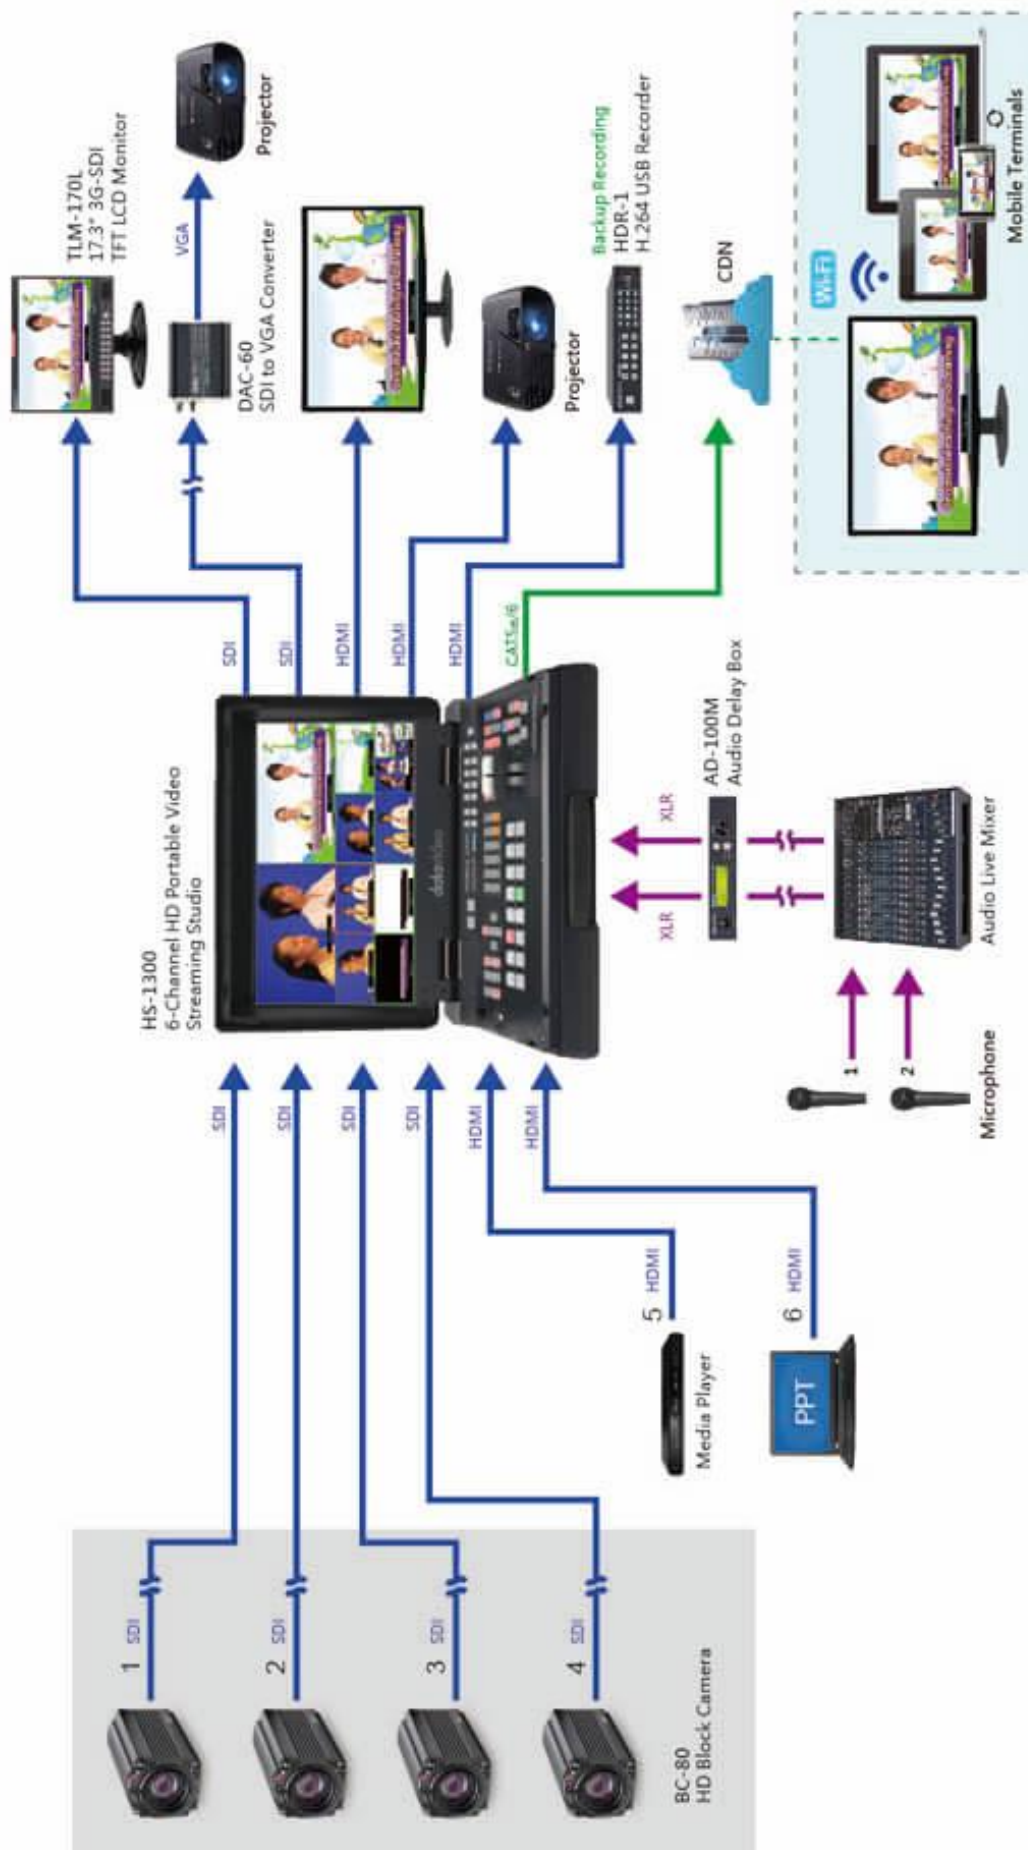 BC-80
HD Block Camera
1 SDI
2 SDI
3 SDI
4 SDI
Media Player
5 HDMI
PPT
6 HDMI
SDI
SDI
SDI
SDI
HDMI
HDMI
HS-1300
6-Channel HD Portable Video
Streaming Studio
datavideo
Microphone
1
2
Audio Live Mixer
XLR
XLR
AD-100M
Audio Delay Box
SDI
SDI
HDMI
HDMI
HDMI
CAT5e/6
TLM-170L
17.3" 3G-SDI
TFT LCD Monitor
DAC-60
SDI to VGA Converter
VGA
Projector
Projector
Backup Recording
HDR-1
H.264 USB Recorder
CDN
Wi-Fi
Mobile Terminals